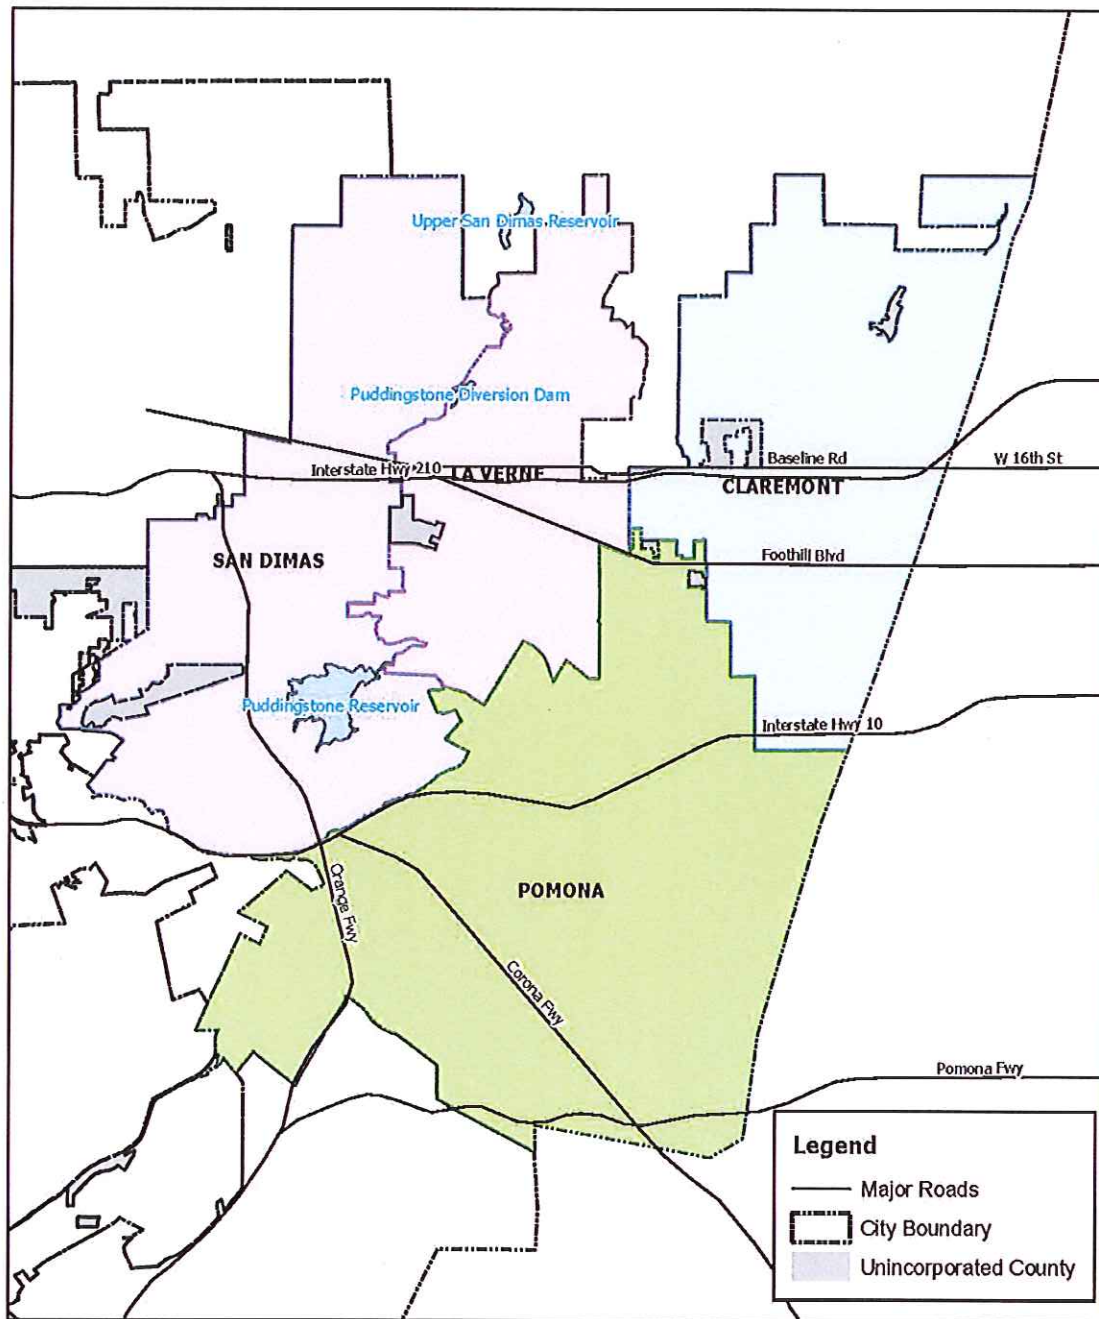 Upper San Dimas Reservoir
Puddingstone Diversion Dam
Interstate Hwy 210
LA VERNE
Baseline Rd
W 16th St
CLAREMONT
SAN DIMAS
Foothill Blvd
Puddingstone Reservoir
Interstate Hwy 10
POMONA
Orange Fwy
Corona Fwy
Pomona Fwy
Legend
Major Roads
City Boundary
Unincorporated County